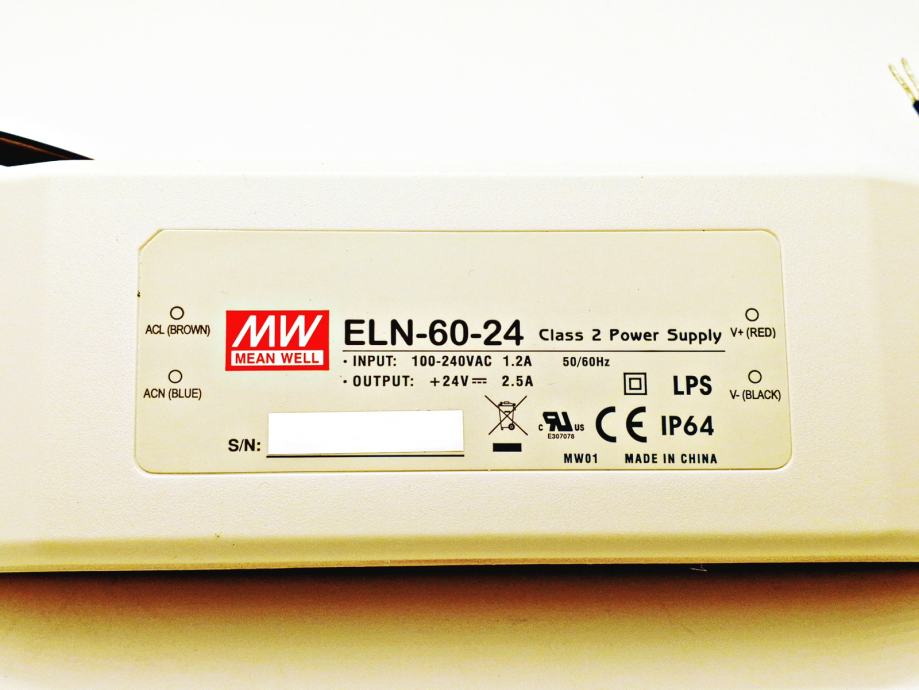 ACL (BROWN)
ACN (BLUE)
MW
MEAN WELL
ELN-60-24 Class 2 Power Supply
· INPUT: 100-240VAC 1.2A 50/60Hz
· OUTPUT: +24V⎓ 2.5A
LPS
c RU US
E307078
CE IP64
S/N:
MW01 MADE IN CHINA
V+ (RED)
V- (BLACK)